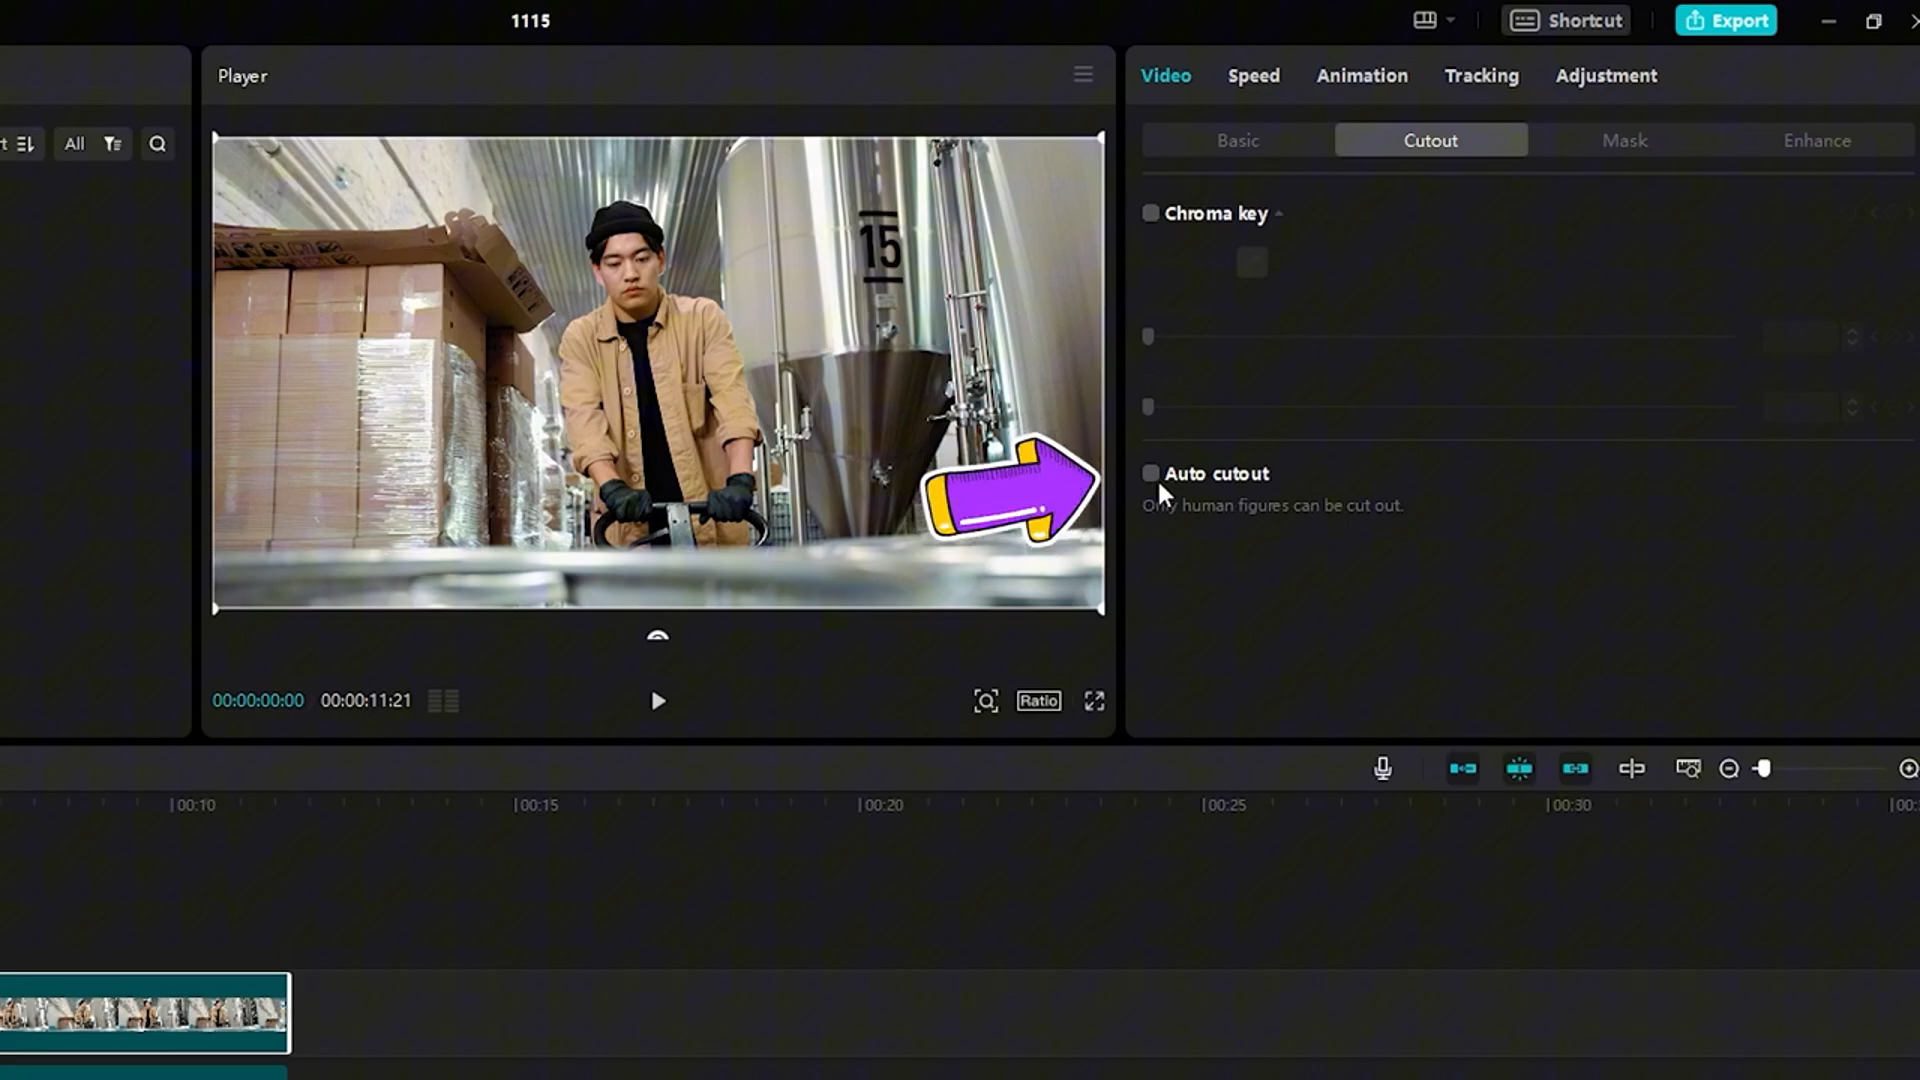 1115
Shortcut
Export
Player
Video
Speed
Animation
Tracking
Adjustment
All
Basic
Cutout
Mask
Enhance
Chroma key
15
Auto cutout
Only human figures can be cut out.
00:00:00:00
00:00:11:21
Ratio
00:10
00:15
00:20
00:25
00:30